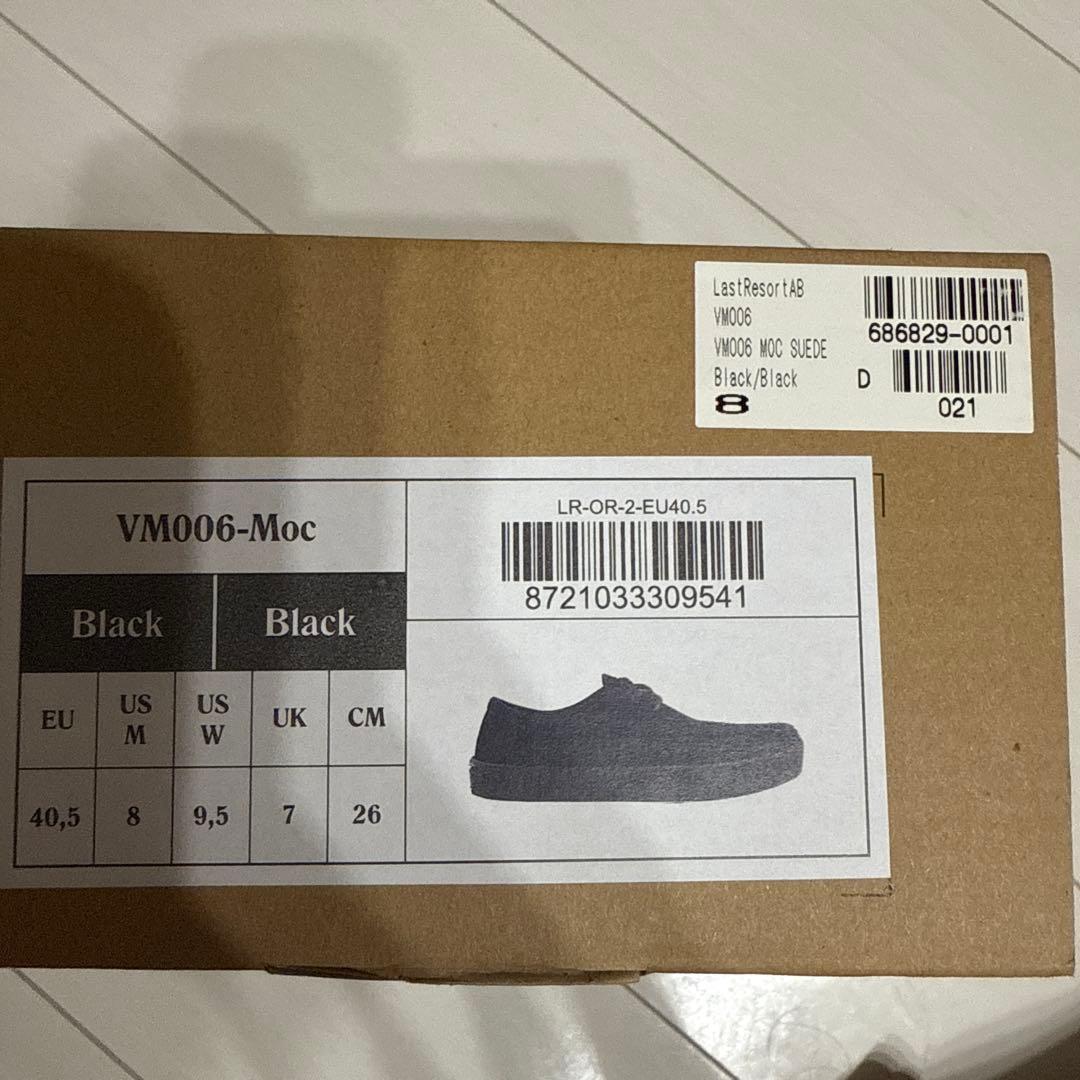 LastResortAB
VM006
VM006 MOC SUEDE
Black/Black
8
686829-0001
D
021
VM006-Moc
Black Black
EU US M US W UK CM
40,5 8 9,5 7 26
LR-OR-2-EU40.5
8721033309541